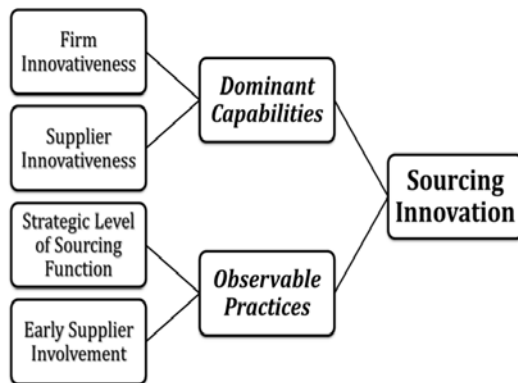 Firm
Innovativeness
Supplier
Innovativeness
Strategic Level
of Sourcing
Function
Early Supplier
Involvement
Dominant
Capabilities
Observable
Practices
Sourcing
Innovation